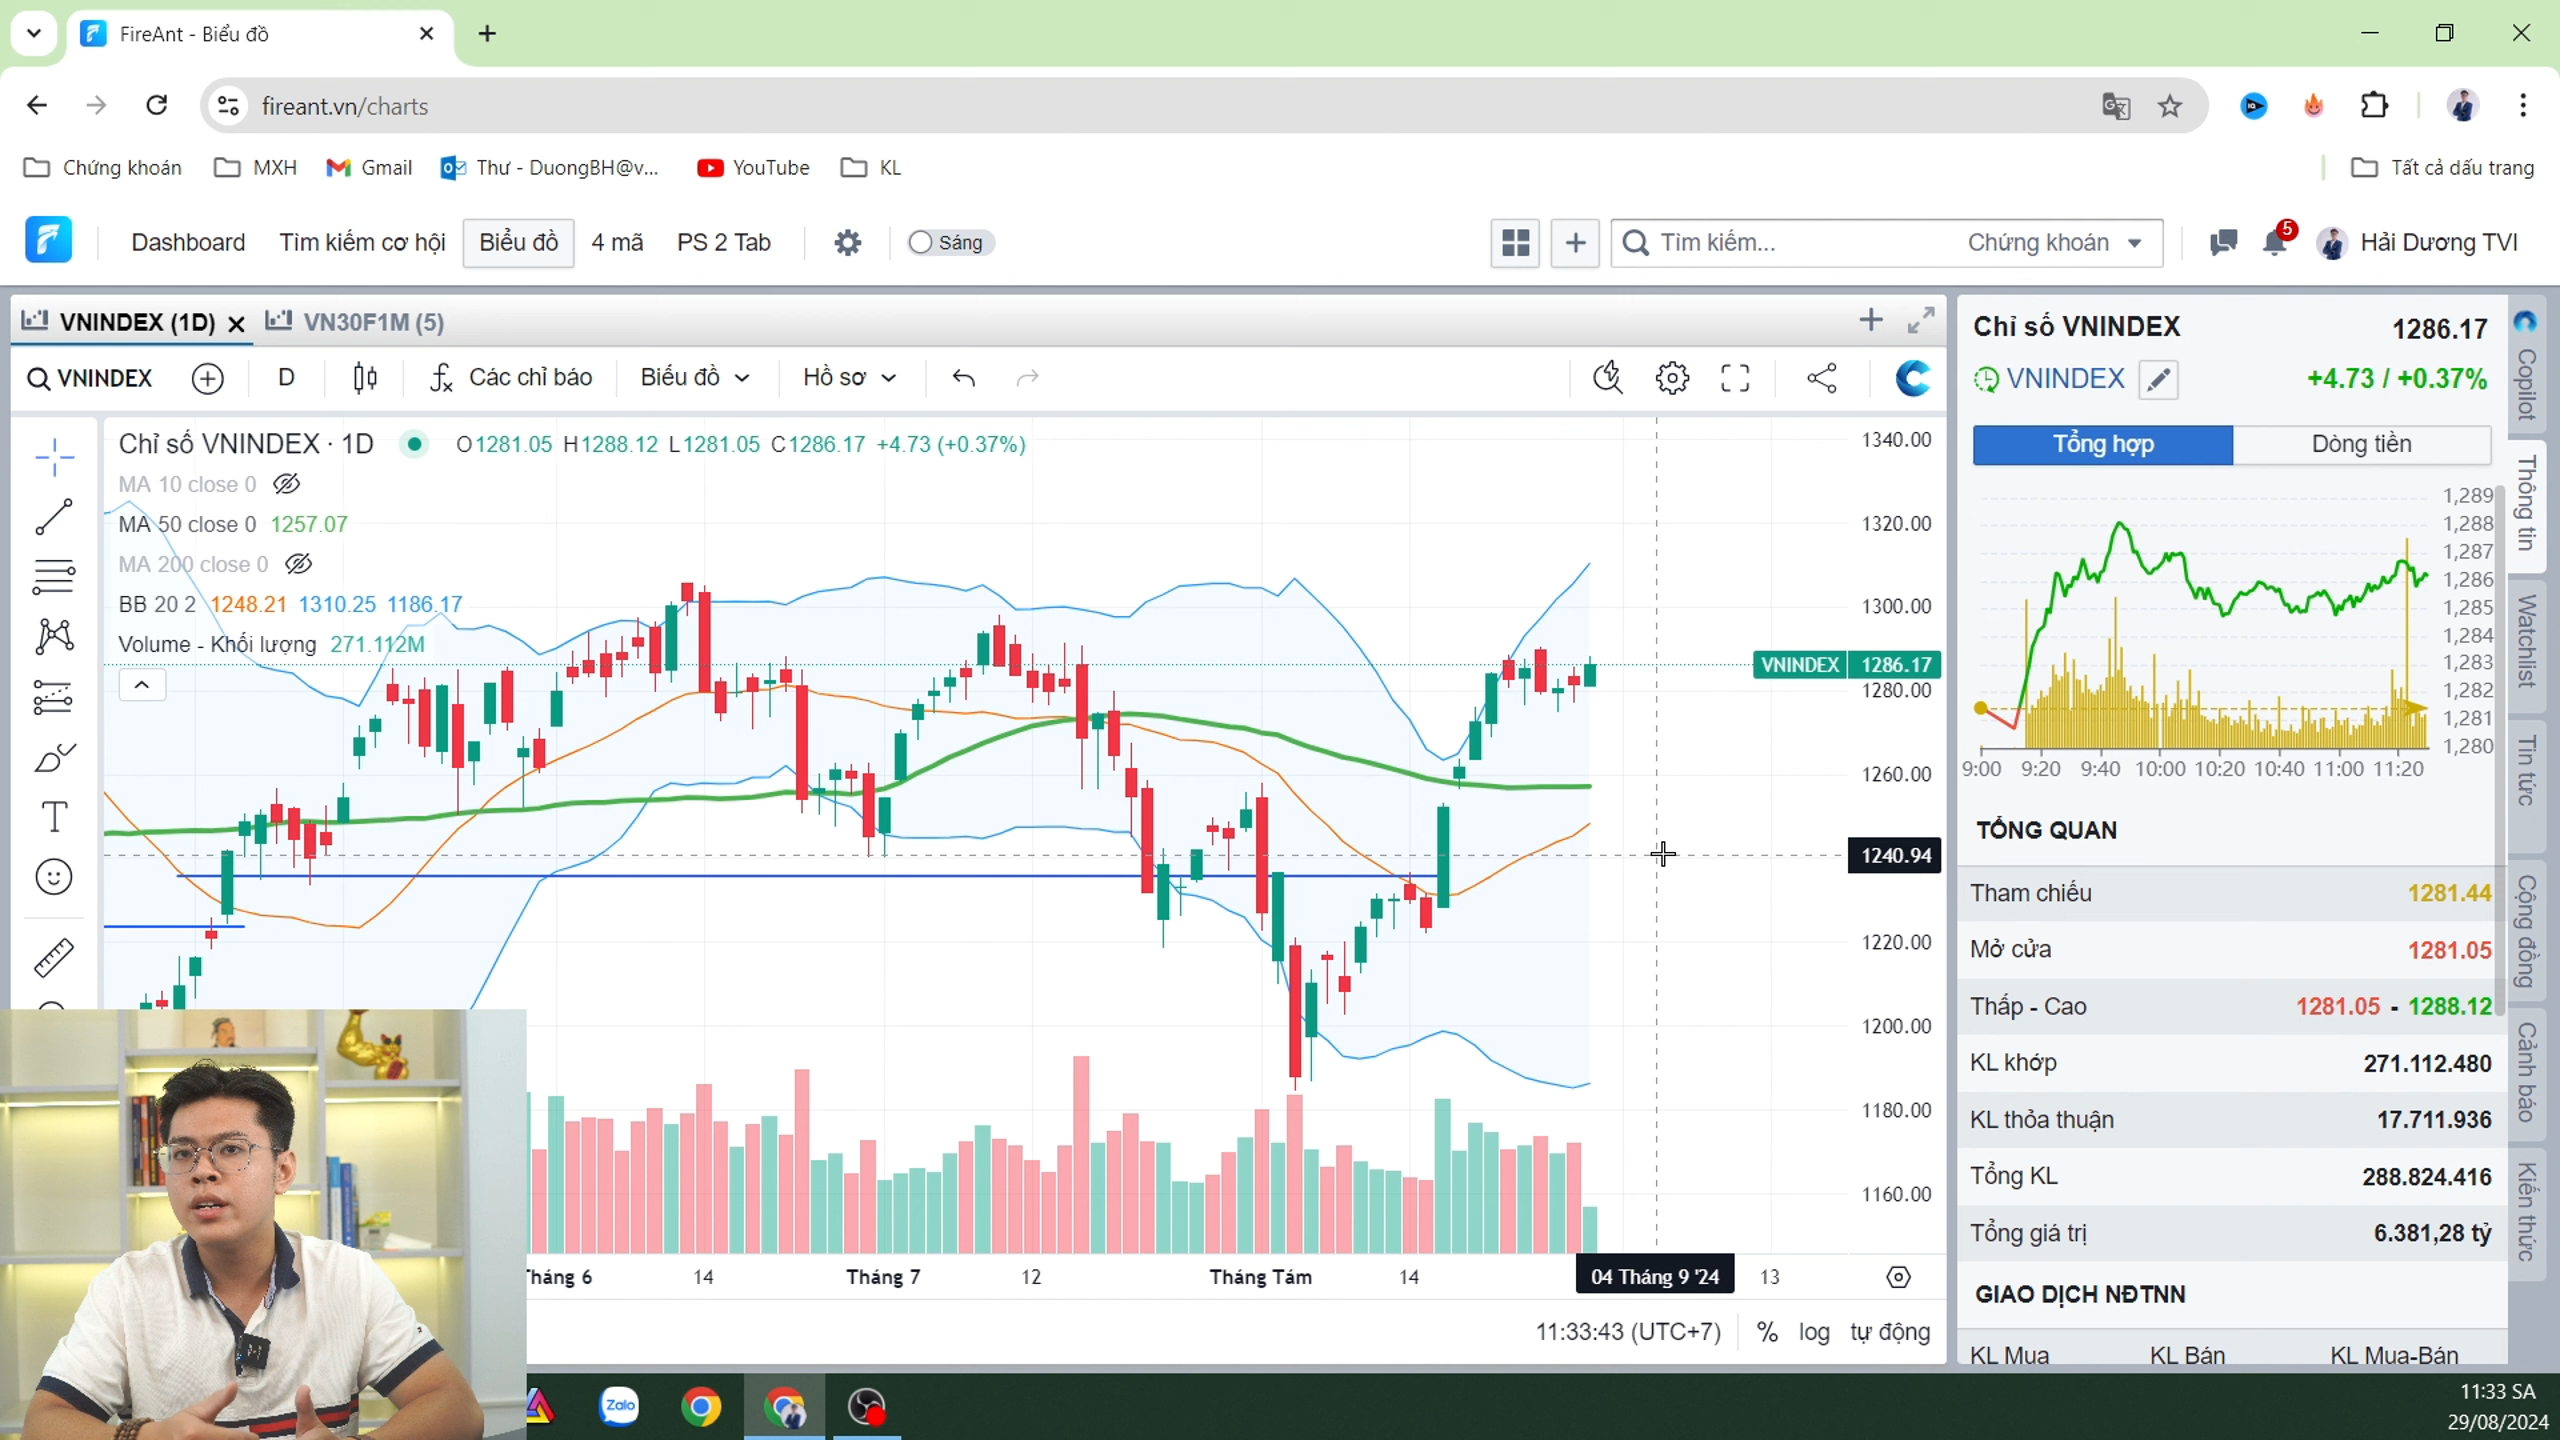 FireAnt - Biểu đồ
fireant.vn/charts
Chứng khoán
MXH
Gmail
Thư - DuongBH@v...
YouTube
KL
Tất cả dấu trang
Dashboard
Tìm kiếm cơ hội
Biểu đồ
4 mã
PS 2 Tab
Sáng
Tìm kiếm...
Chứng khoán
5
Hải Dương TVI
VNINDEX (1D)
VN30F1M (5)
VNINDEX
D
Các chỉ báo
Biểu đồ
Hồ sơ
Chỉ số VNINDEX · 1D
O1281.05 H1288.12 L1281.05 C1286.17 +4.73 (+0.37%)
MA 10 close 0
MA 50 close 0 1257.07
MA 200 close 0
BB 20 2 1248.21 1310.25 1186.17
Volume - Khối lượng 271.112M
1340.00
1320.00
1300.00
VNINDEX 1286.17
1280.00
1260.00
1240.94
1220.00
1200.00
1180.00
1160.00
Tháng 6
14
Tháng 7
12
Tháng Tám
14
04 Tháng 9 '24
13
11:33:43 (UTC+7)
%
log
tự động
Chỉ số VNINDEX
1286.17
VNINDEX
+4.73 / +0.37%
Tổng hợp
Dòng tiền
1,289
1,288
1,287
1,286
1,285
1,284
1,283
1,282
1,281
1,280
9:00 9:20 9:40 10:00 10:20 10:40 11:00 11:20
TỔNG QUAN
Tham chiếu 1281.44
Mở cửa 1281.05
Thấp - Cao 1281.05 - 1288.12
KL khớp 271.112.480
KL thỏa thuận 17.711.936
Tổng KL 288.824.416
Tổng giá trị 6.381,28 tỷ
GIAO DỊCH NĐTNN
KL Mua KL Bán KL Mua-Bán
Copilot
Thông tin
Watchlist
Tin tức
Cộng đồng
Cảnh báo
Kiến thức
Zalo
11:33 SA
29/08/2024